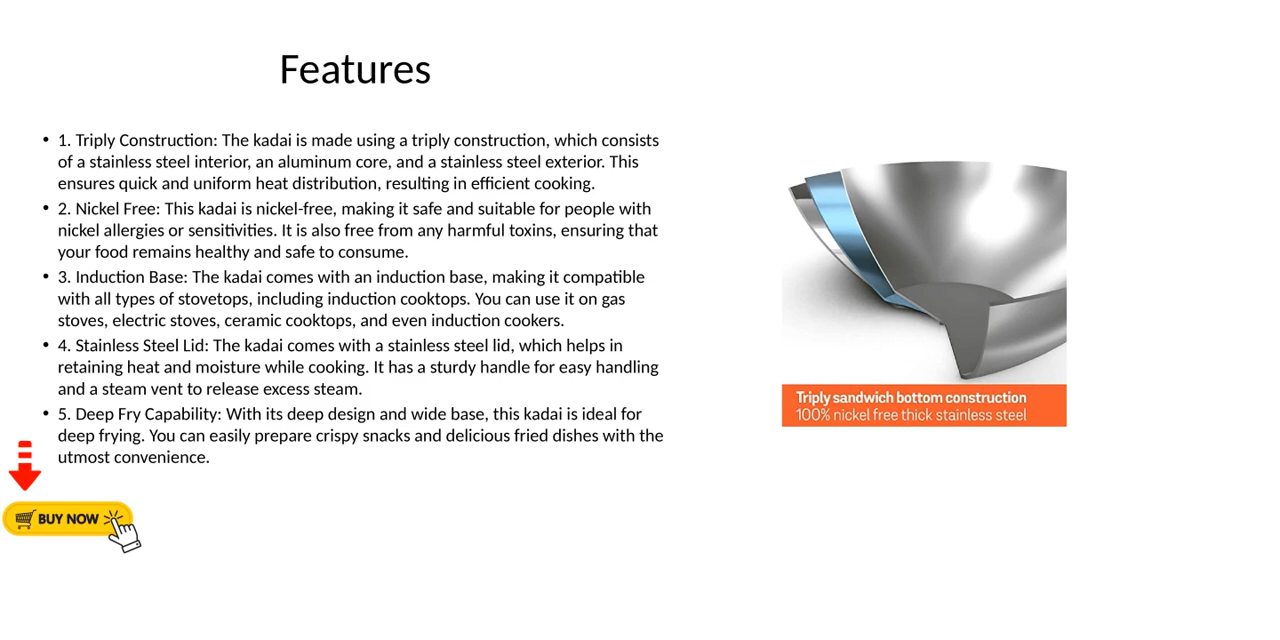 Features
• 1. Triply Construction: The kadai is made using a triply construction, which consists
of a stainless steel interior, an aluminum core, and a stainless steel exterior. This
ensures quick and uniform heat distribution, resulting in efficient cooking.
• 2. Nickel Free: This kadai is nickel-free, making it safe and suitable for people with
nickel allergies or sensitivities. It is also free from any harmful toxins, ensuring that
your food remains healthy and safe to consume.
• 3. Induction Base: The kadai comes with an induction base, making it compatible
with all types of stovetops, including induction cooktops. You can use it on gas
stoves, electric stoves, ceramic cooktops, and even induction cookers.
• 4. Stainless Steel Lid: The kadai comes with a stainless steel lid, which helps in
retaining heat and moisture while cooking. It has a sturdy handle for easy handling
and a steam vent to release excess steam.
• 5. Deep Fry Capability: With its deep design and wide base, this kadai is ideal for
deep frying. You can easily prepare crispy snacks and delicious fried dishes with the
utmost convenience.
BUY NOW
Triply sandwich bottom construction
100% nickel free thick stainless steel